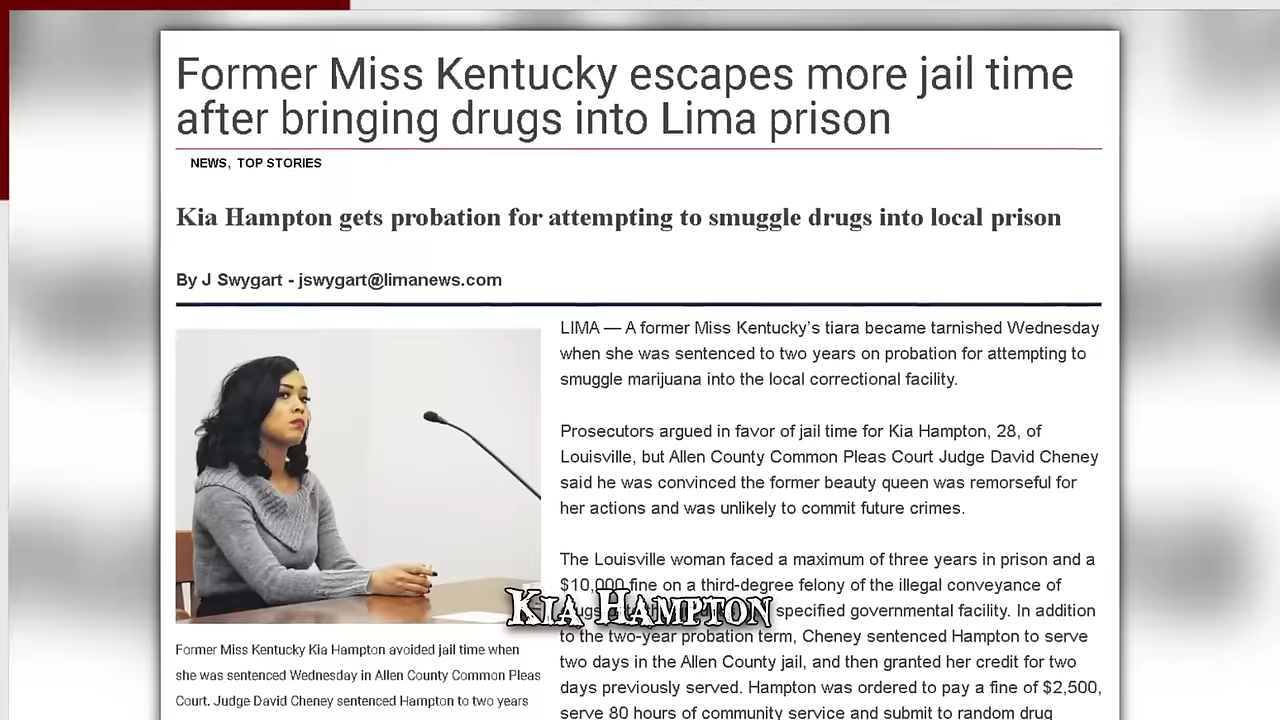 Former Miss Kentucky escapes more jail time
after bringing drugs into Lima prison
NEWS, TOP STORIES
Kia Hampton gets probation for attempting to smuggle drugs into local prison
By J Swygart - jswygart@limanews.com
LIMA — A former Miss Kentucky’s tiara became tarnished Wednesday
when she was sentenced to two years on probation for attempting to
smuggle marijuana into the local correctional facility.
Prosecutors argued in favor of jail time for Kia Hampton, 28, of
Louisville, but Allen County Common Pleas Court Judge David Cheney
said he was convinced the former beauty queen was remorseful for
her actions and was unlikely to commit future crimes.
The Louisville woman faced a maximum of three years in prison and a
$10,000 fine on a third-degree felony of the illegal conveyance of
specified governmental facility. In addition
to the two-year probation term, Cheney sentenced Hampton to serve
two days in the Allen County jail, and then granted her credit for two
days previously served. Hampton was ordered to pay a fine of $2,500,
serve 80 hours of community service and submit to random drug
Former Miss Kentucky Kia Hampton avoided jail time when
she was sentenced Wednesday in Allen County Common Pleas
Court. Judge David Cheney sentenced Hampton to two years
Kia Hampton